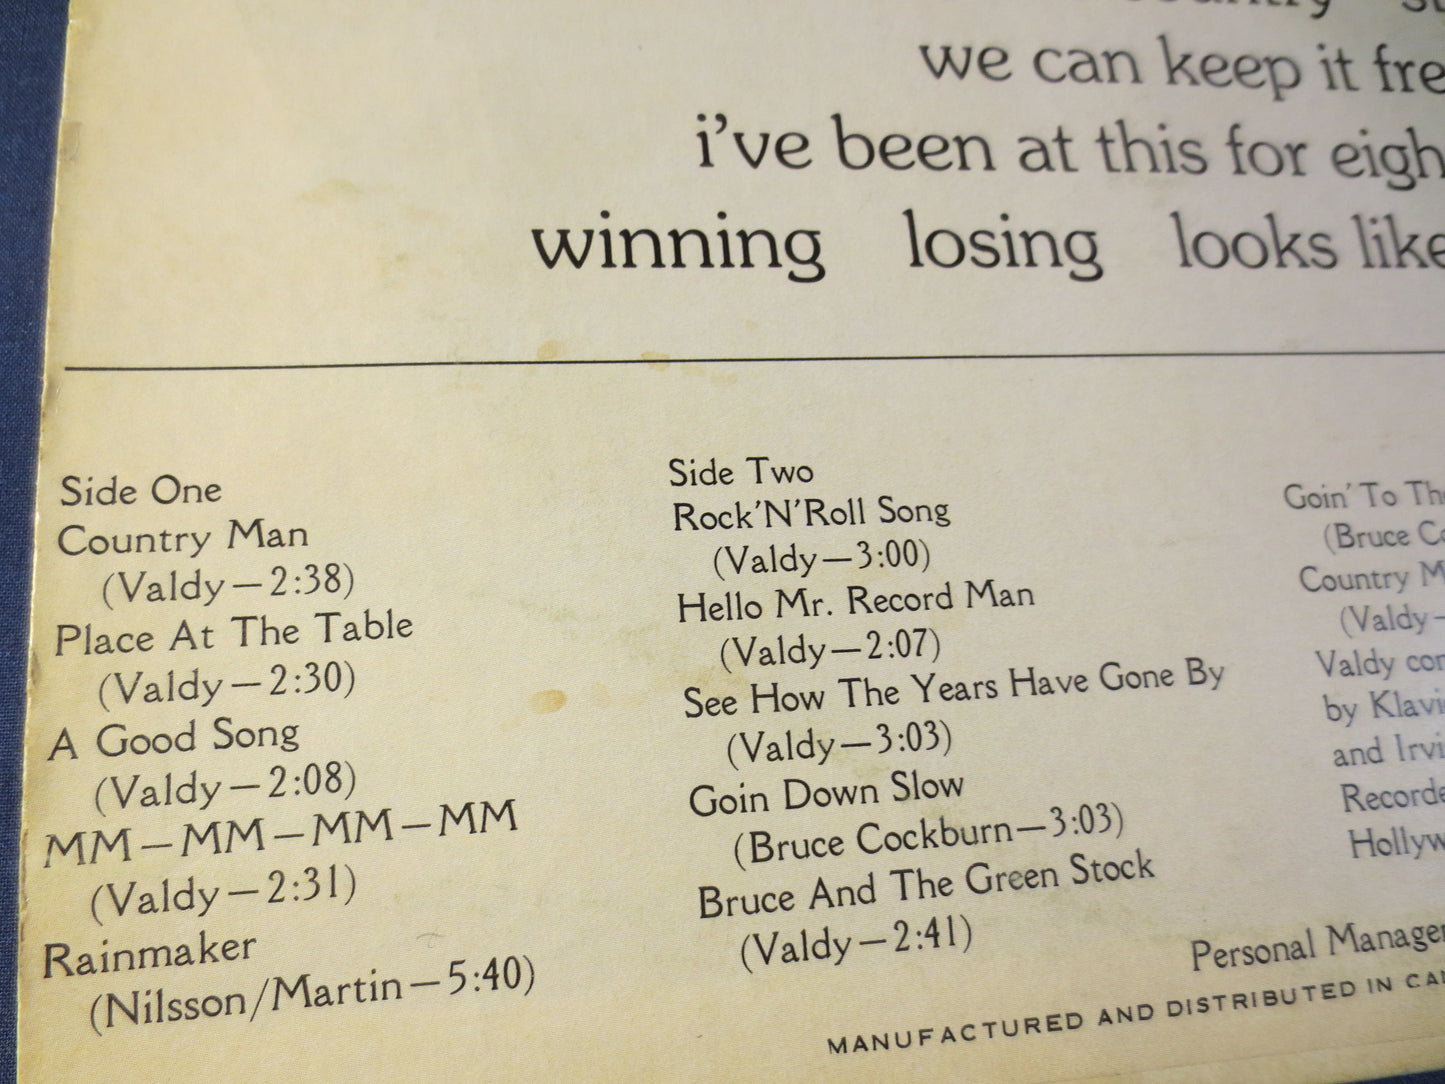 we can keep it fre
i've been at this for eigh
winning losing looks like
Side One
Country Man
(Valdy—2:38)
Place At The Table
(Valdy—2:30)
A Good Song
(Valdy—2:08)
MM—MM—MM—MM
(Valdy—2:31)
Rainmaker
(Nilsson/Martin—5:40)
Side Two
Rock'N'Roll Song
(Valdy—3:00)
Hello Mr. Record Man
(Valdy—2:07)
See How The Years Have Gone By
(Valdy—3:03)
Goin Down Slow
(Bruce Cockburn—3:03)
Bruce And The Green Stock
(Valdy—2:41)
Goin' To Th
(Bruce Co
Country M
(Valdy—
Valdy con
by Klavi
and Irvi
Recorde
Hollyw
Personal Manager
MANUFACTURED AND DISTRIBUTED IN CA